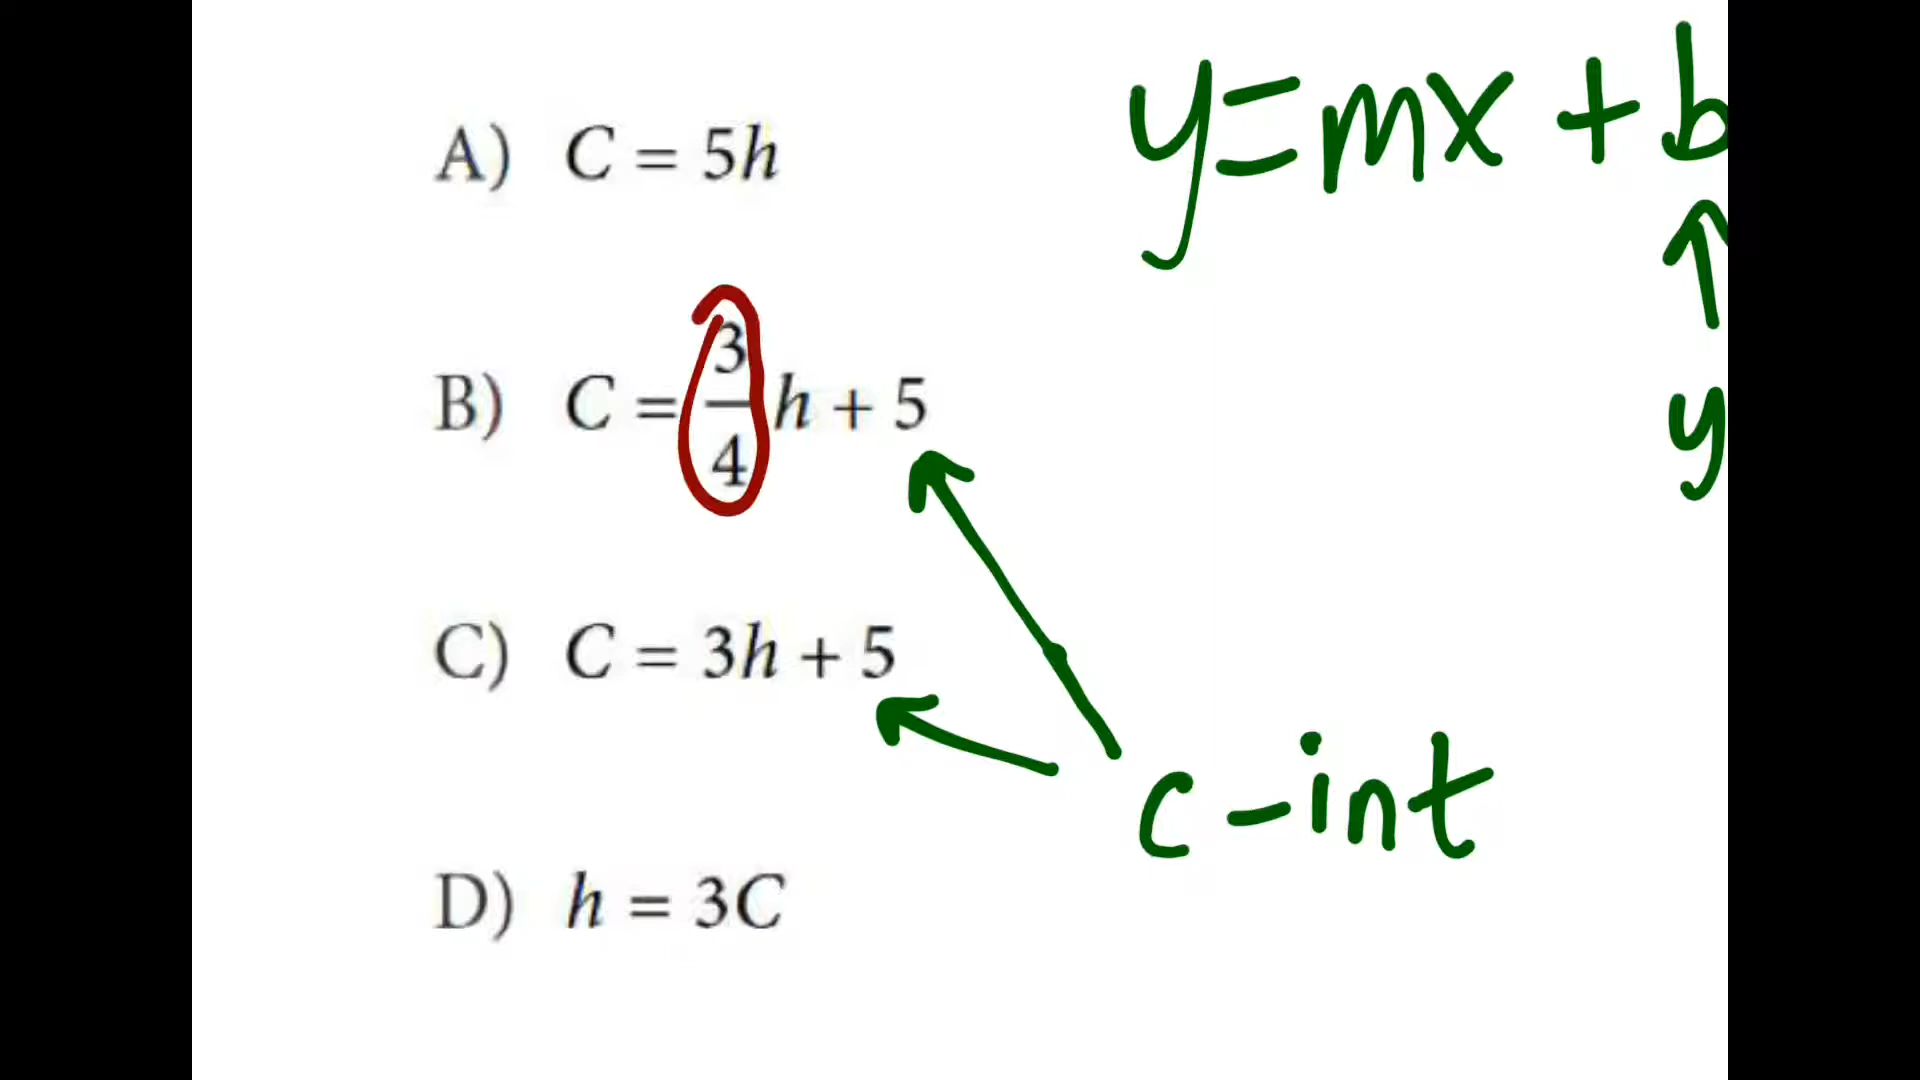 y=mx+b
A) C = 5h
y
B) C = 3/4 h + 5
C) C = 3h + 5
c-int
D) h = 3C